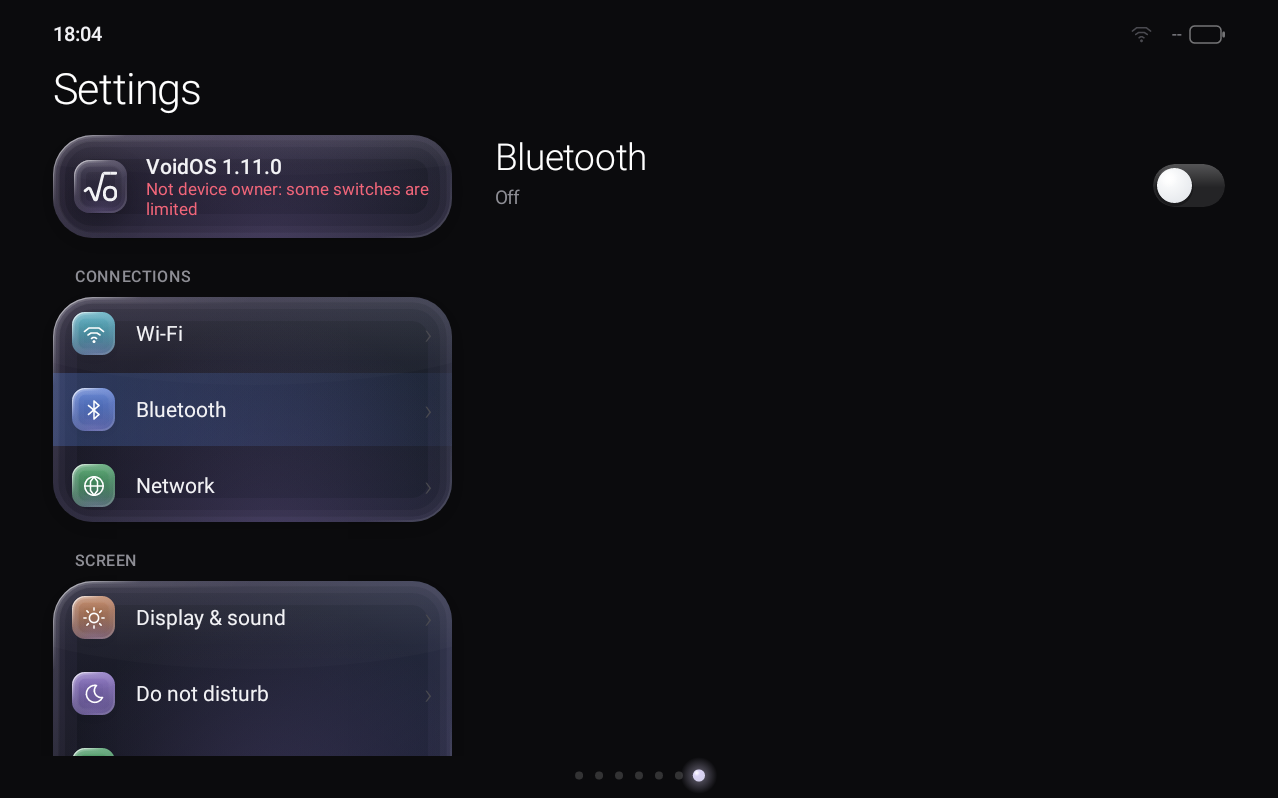 18:04
--
Settings
VoidOS 1.11.0
Not device owner: some switches are
limited
CONNECTIONS
Wi-Fi
Bluetooth
Network
SCREEN
Display & sound
Do not disturb
Bluetooth
Off